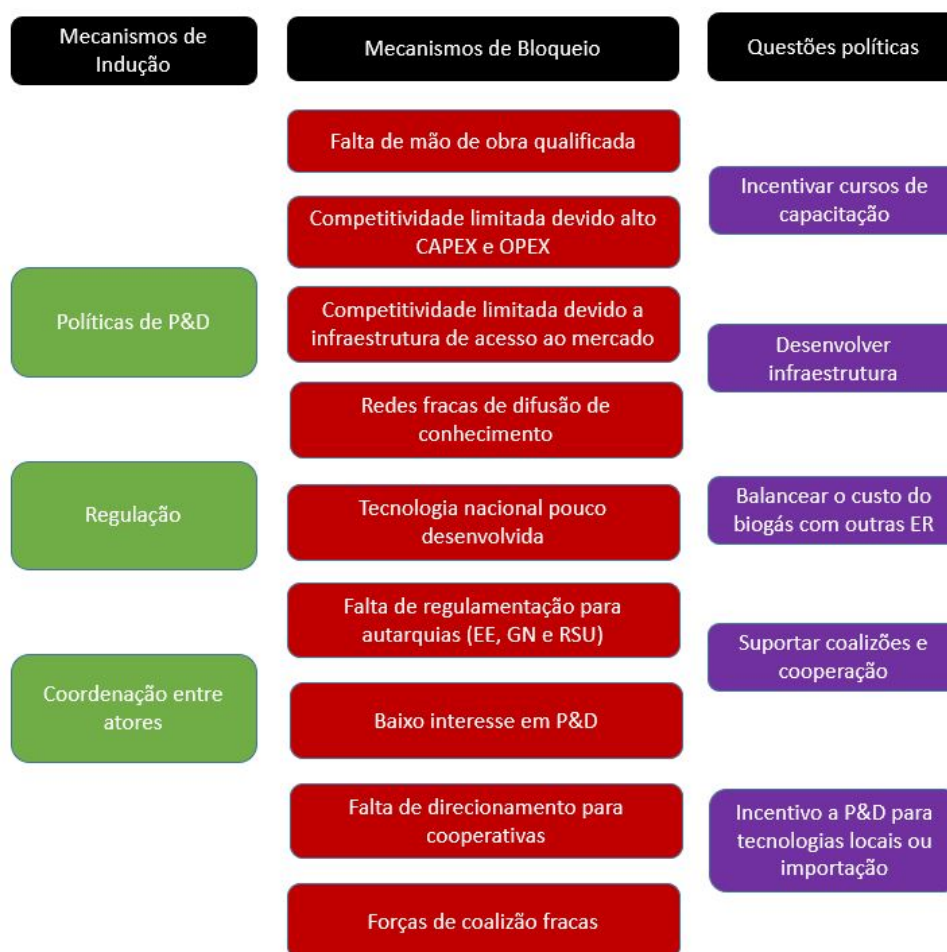 Mecanismos de
Indução
Políticas de P&D
Regulação
Coordenação entre
atores
Mecanismos de Bloqueio
Falta de mão de obra qualificada
Competitividade limitada devido alto
CAPEX e OPEX
Competitividade limitada devido a
infraestrutura de acesso ao mercado
Redes fracas de difusão de
conhecimento
Tecnologia nacional pouco
desenvolvida
Falta de regulamentação para
autarquias (EE, GN e RSU)
Baixo interesse em P&D
Falta de direcionamento para
cooperativas
Forças de coalizão fracas
Questões políticas
Incentivar cursos de
capacitação
Desenvolver
infraestrutura
Balancear o custo do
biogás com outras ER
Suportar coalizões e
cooperação
Incentivo a P&D para
tecnologias locais ou
importação